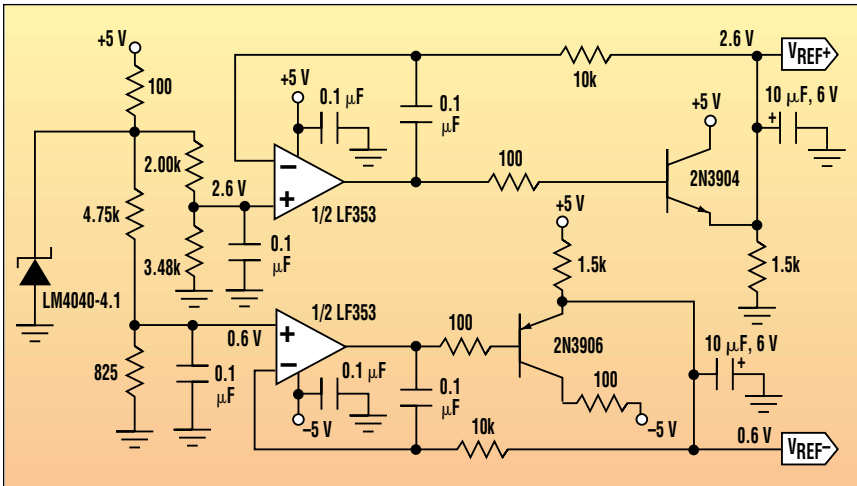 +5 V
100
2.00k
2.6 V
4.75k
3.48k
0.1 µF
LM4040-4.1
825
0.1 µF
0.6 V
+5 V
0.1 µF
1/2 LF353
0.1 µF
10k
2.6 V
VREF+
10 µF, 6 V
+
+5 V
100
2N3904
1.5k
1/2 LF353
0.1 µF
–5 V
0.1 µF
100
+5 V
1.5k
2N3906
100
–5 V
10k
10 µF, 6 V
+
0.6 V
VREF–
−
+
+
−